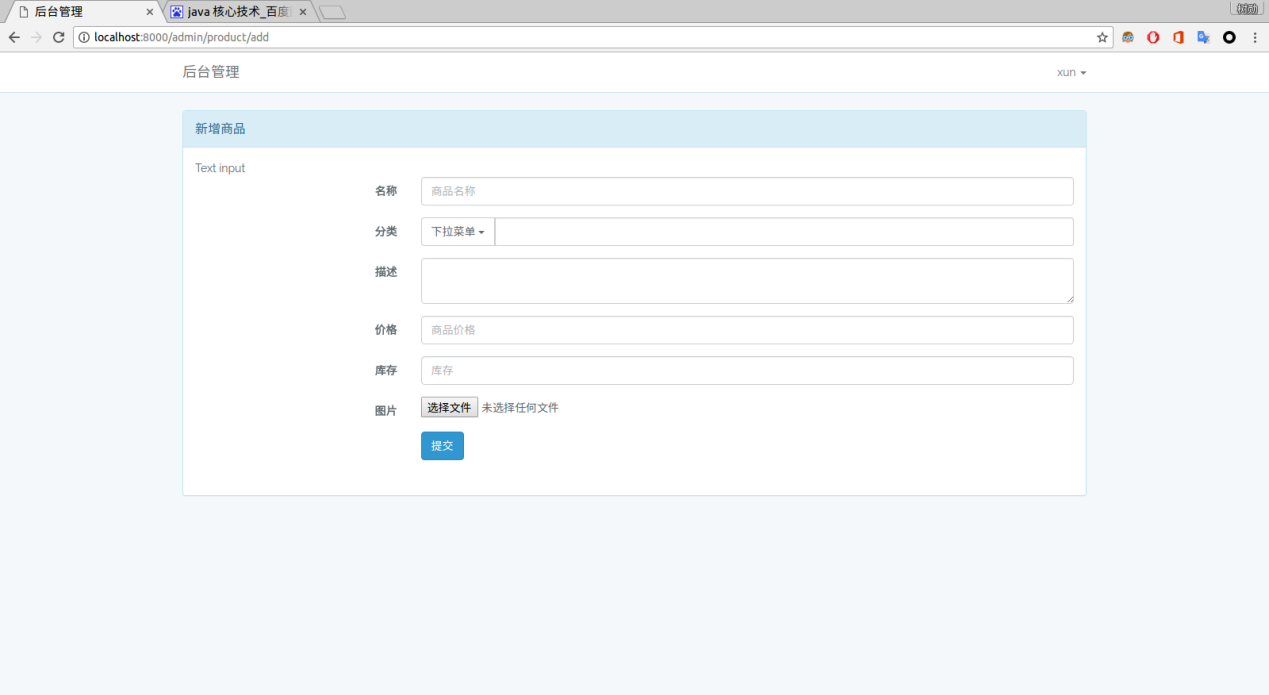 后台管理
java 核心技术_百度
localhost:8000/admin/product/add
后台管理
xun
新增商品
Text input
名称 商品名称
分类 下拉菜单
描述
价格 商品价格
库存 库存
图片 选择文件 未选择任何文件
提交